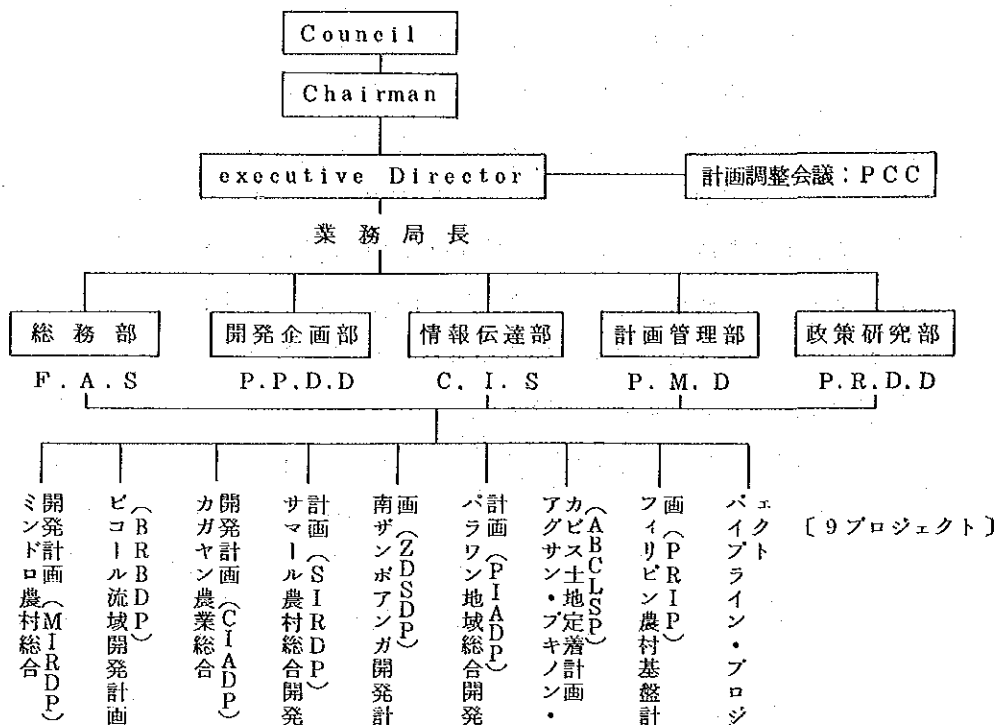 Council
Chairman
executive Director
計画調整会議：PCC
業務局長
総務部
開発企画部
情報伝達部
計画管理部
政策研究部
F.A.S
P.P.D.D
C.I.S
P.M.D
P.R.D.D
ミンドロ農村総合
開発計画(MIRDP)
ビコール流域開発計画
(BRBDP)
カガヤン農業総合
開発計画(CIADP)
サマール農村総合開発
計画(SIRDP)
南ザンボアンガ開発計
画(ZDSDP)
パラワン地域総合開発
計画(PIADP)
アグサン・ブキノン・
カピス土地定着計画
(ABCLSP)
フィリピン農村基盤計
画(PRIP)
パイプライン・プロジ
ェクト
〔9プロジェクト〕